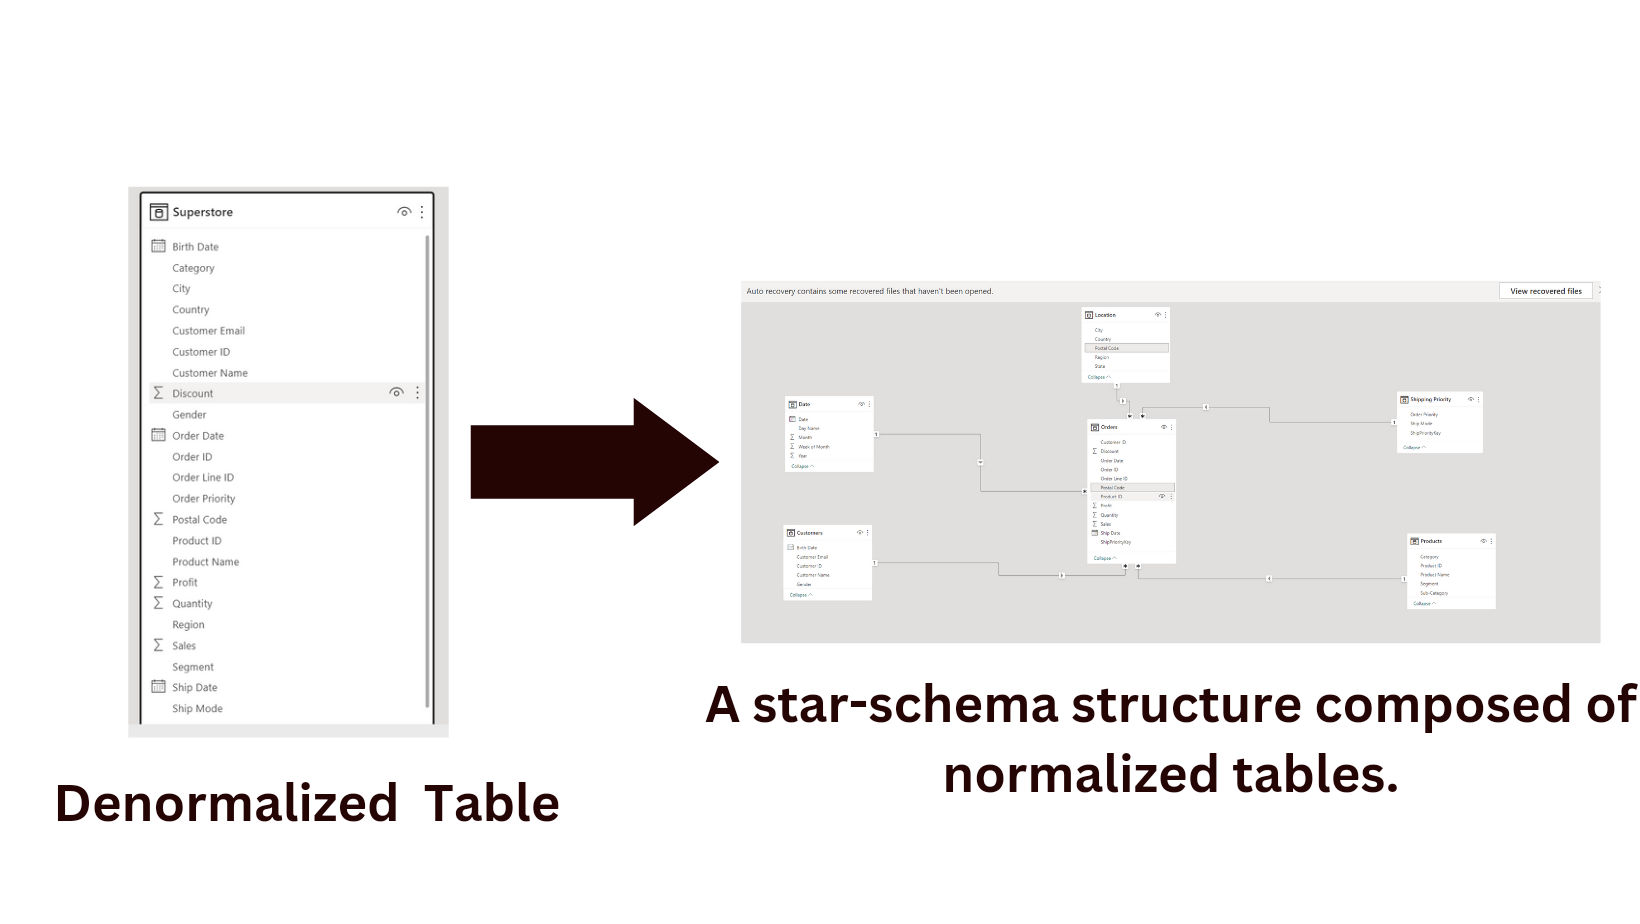 Superstore
Birth Date
Category
City
Country
Customer Email
Customer ID
Customer Name
Discount
Gender
Order Date
Order ID
Order Line ID
Order Priority
Postal Code
Product ID
Product Name
Profit
Quantity
Region
Sales
Segment
Ship Date
Ship Mode
Denormalized Table
Auto recovery contains some recovered files that haven't been opened.
View recovered files
Location
City
Country
Postal Code
Region
State
Collapse
Date
Date
Day Name
Month
Week of Month
Year
Collapse
Customers
Birth Date
Customer Email
Customer ID
Customer Name
Gender
Collapse
Orders
Customer ID
Discount
Order Date
Order ID
Order Line ID
Postal Code
Product ID
Profit
Quantity
Sales
Ship Date
ShipPriorityKey
Collapse
Shipping Priority
Order Priority
Ship Mode
ShipPriorityKey
Collapse
Products
Category
Product ID
Product Name
Segment
Sub-Category
Collapse
1
1
1
1
1
A star-schema structure composed of
normalized tables.